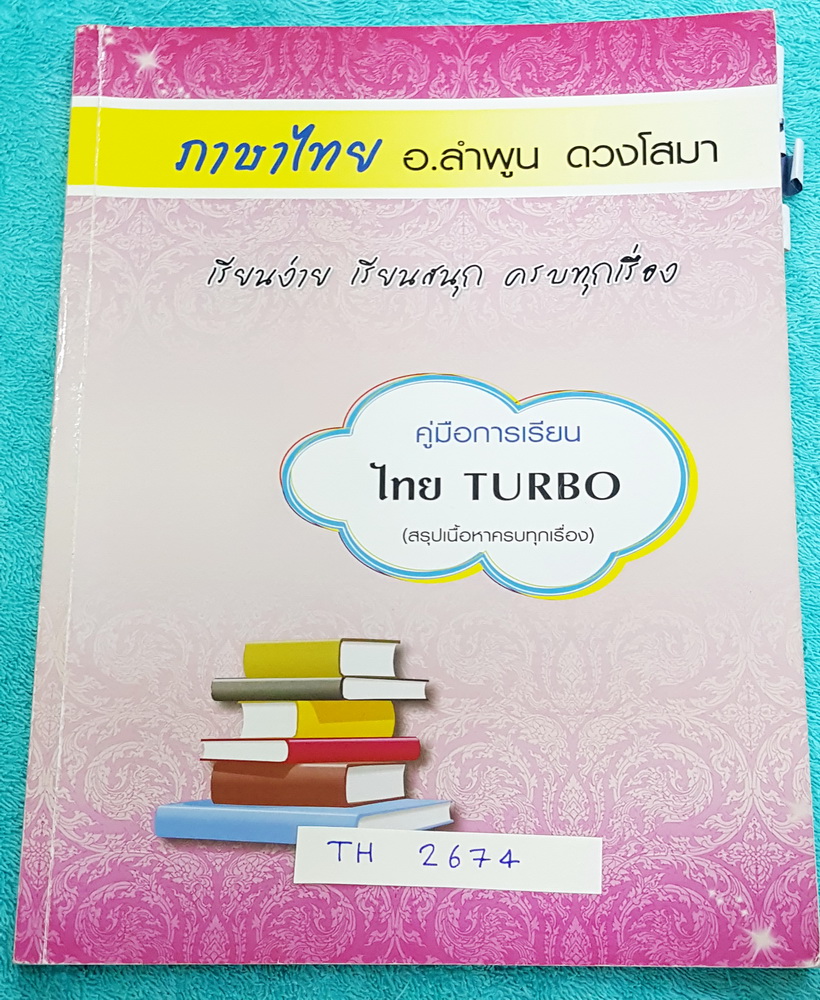 ภาษาไทย อ.ลำพูน ดวงโสมา
เรียนง่าย เรียนสนุก ครบทุกเรื่อง
คู่มือการเรียน
ไทย TURBO
(สรุปเนื้อหาครบทุกเรื่อง)
TH 2674